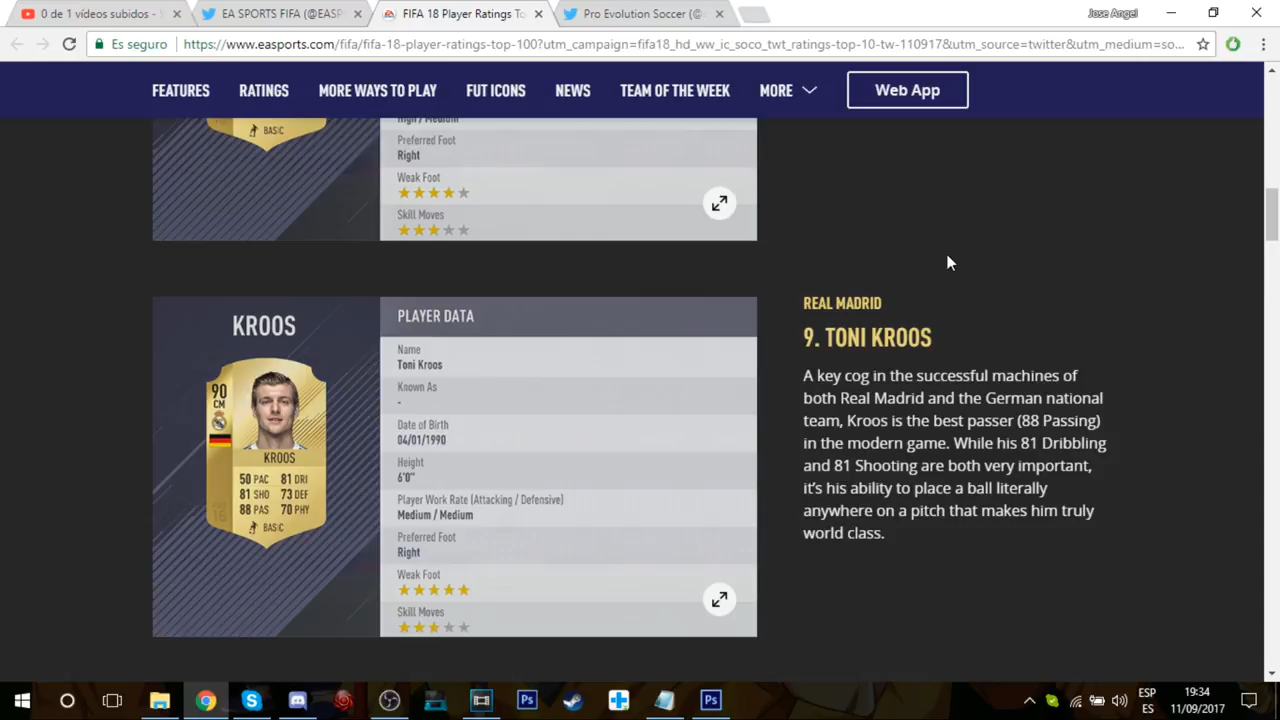 0 de 1 vídeos subidos -
EA SPORTS FIFA (@EASP
FIFA 18 Player Ratings To
Pro Evolution Soccer (@
Jose Angel
Es seguro
https://www.easports.com/fifa/fifa-18-player-ratings-top-100?utm_campaign=fifa18_hd_ww_ic_soco_twt_ratings-top-10-tw-110917&utm_source=twitter&utm_medium=so...
FEATURES
RATINGS
MORE WAYS TO PLAY
FUT ICONS
NEWS
TEAM OF THE WEEK
MORE
Web App
BASIC
High / Medium
Preferred Foot
Right
Weak Foot
Skill Moves
KROOS
90
CM
KROOS
50 PAC 81 DRI
81 SHO 73 DEF
88 PAS 70 PHY
BASIC
PLAYER DATA
Name
Toni Kroos
Known As
-
Date of Birth
04/01/1990
Height
6'0"
Player Work Rate (Attacking / Defensive)
Medium / Medium
Preferred Foot
Right
Weak Foot
Skill Moves
REAL MADRID
9. TONI KROOS
A key cog in the successful machines of
both Real Madrid and the German national
team, Kroos is the best passer (88 Passing)
in the modern game. While his 81 Dribbling
and 81 Shooting are both very important,
it's his ability to place a ball literally
anywhere on a pitch that makes him truly
world class.
Ps
Ps
ESP
ES
19:34
11/09/2017